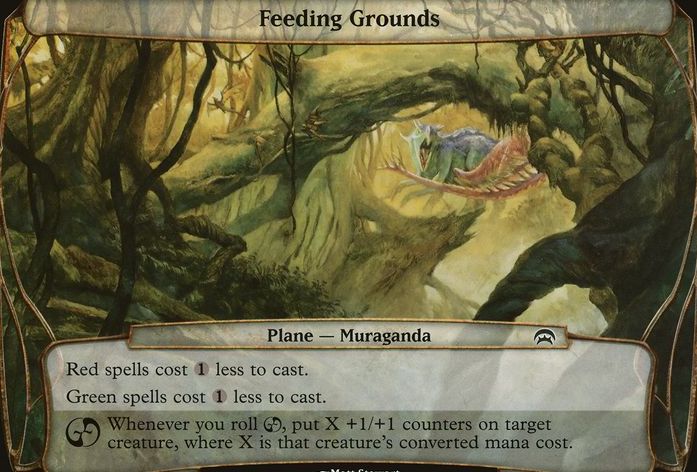 Feeding Grounds
Plane — Muraganda
Red spells cost 1 less to cast.
Green spells cost 1 less to cast.
Whenever you roll , put X +1/+1 counters on target
creature, where X is that creature's converted mana cost.